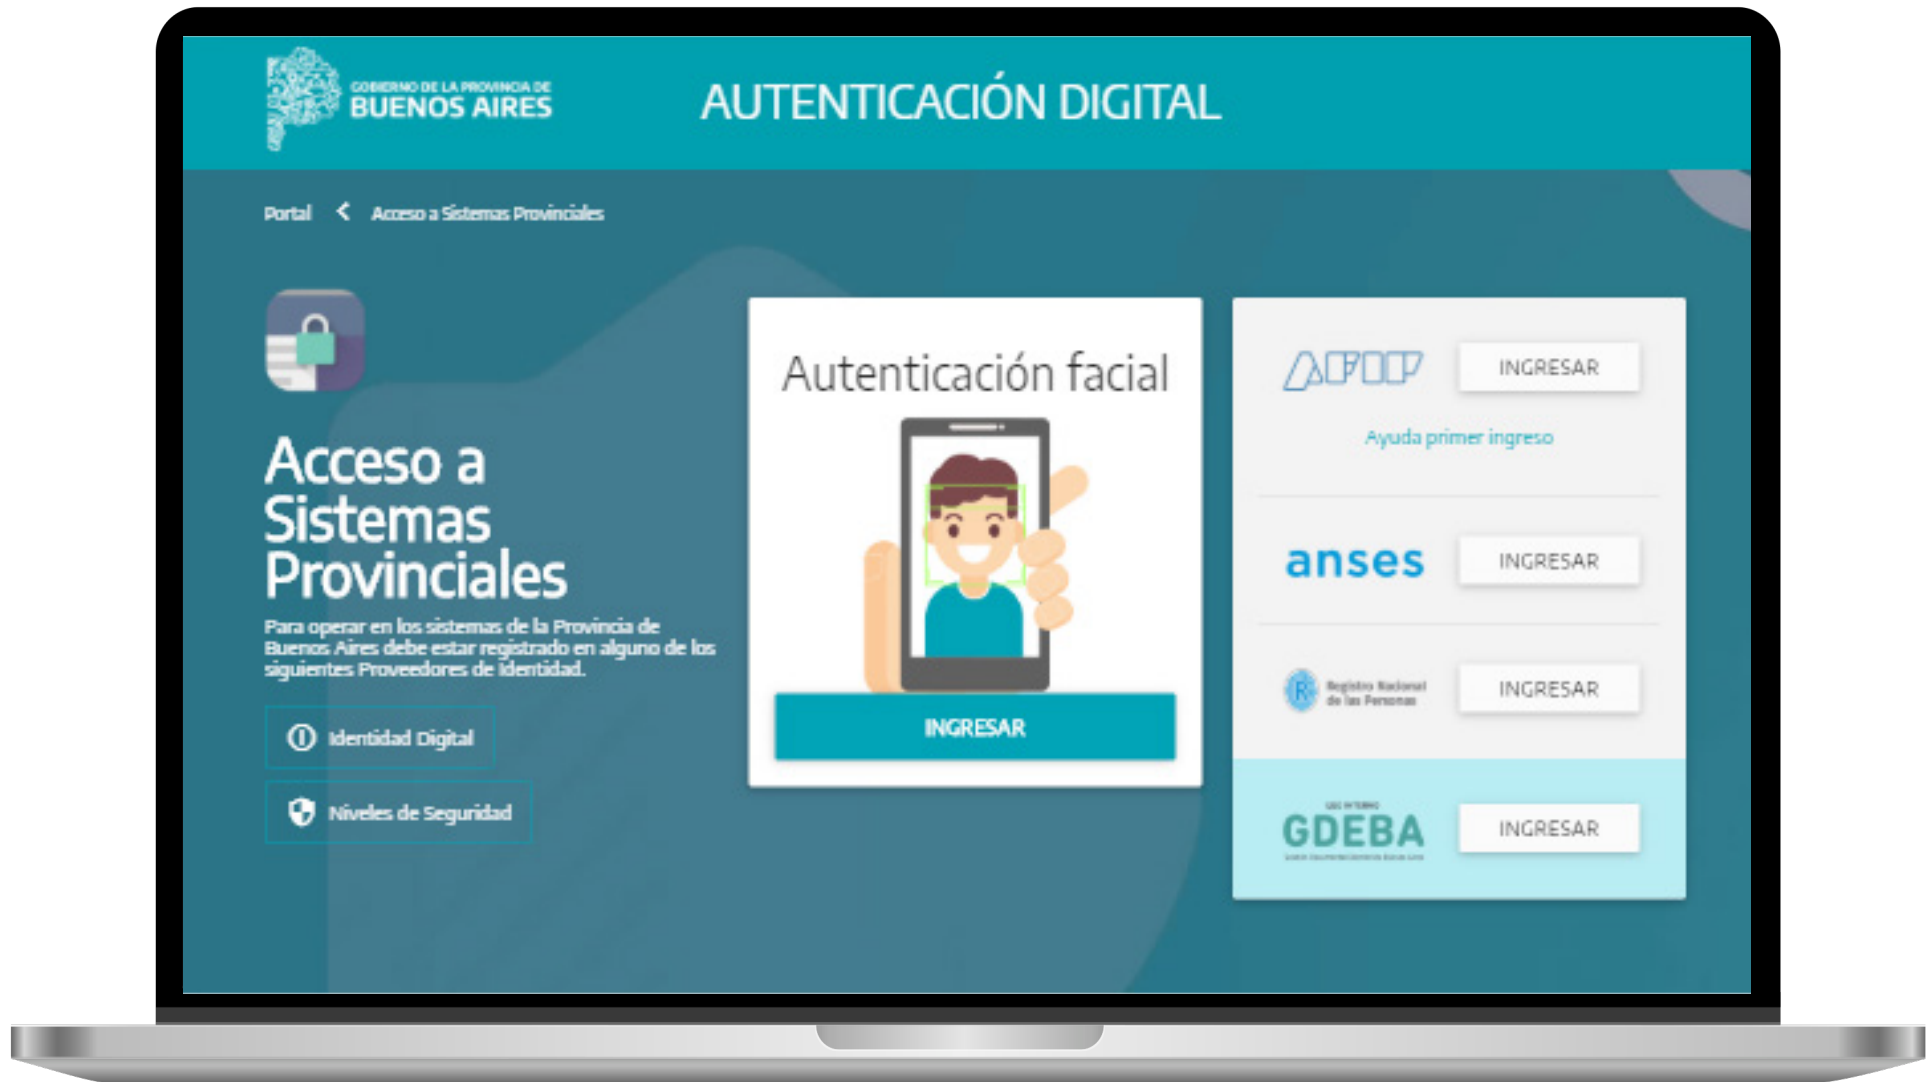 GOBIERNO DE LA PROVINCIA DE
BUENOS AIRES
AUTENTICACIÓN DIGITAL
Portal
Acceso a Sistemas Provinciales
Acceso a
Sistemas
Provinciales
Para operar en los sistemas de la Provincia de
Buenos Aires debe estar registrado en alguno de los
siguientes Proveedores de Identidad.
Identidad Digital
Niveles de Seguridad
Autenticación facial
INGRESAR
AFIP
INGRESAR
Ayuda primer ingreso
anses
INGRESAR
R
Registro Nacional
de las Personas
INGRESAR
USO INTERNO
GDEBA
INGRESAR